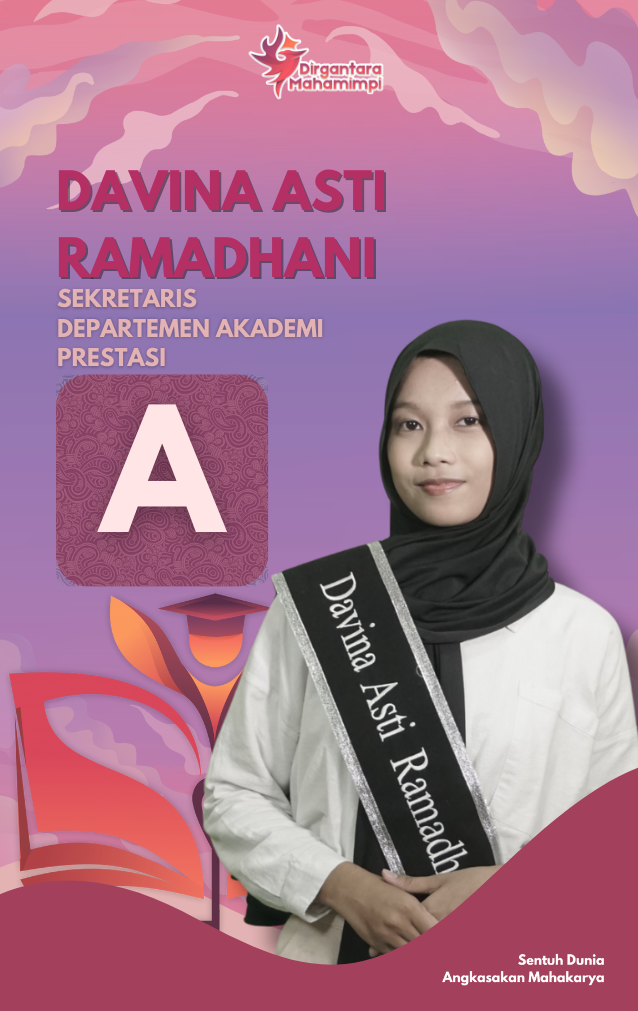 Dirgantara
Mahamimpi
DAVINA ASTI
RAMADHANI
SEKRETARIS
DEPARTEMEN AKADEMI
PRESTASI
A
Davina Asti Ramadh
Sentuh Dunia
Angkasakan Mahakarya